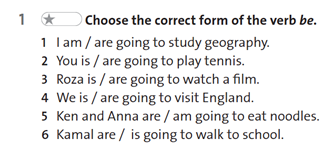 1 Choose the correct form of the verb be.
1 I am / are going to study geography.
2 You is / are going to play tennis.
3 Roza is / are going to watch a film.
4 We is / are going to visit England.
5 Ken and Anna are / am going to eat noodles.
6 Kamal are / is going to walk to school.